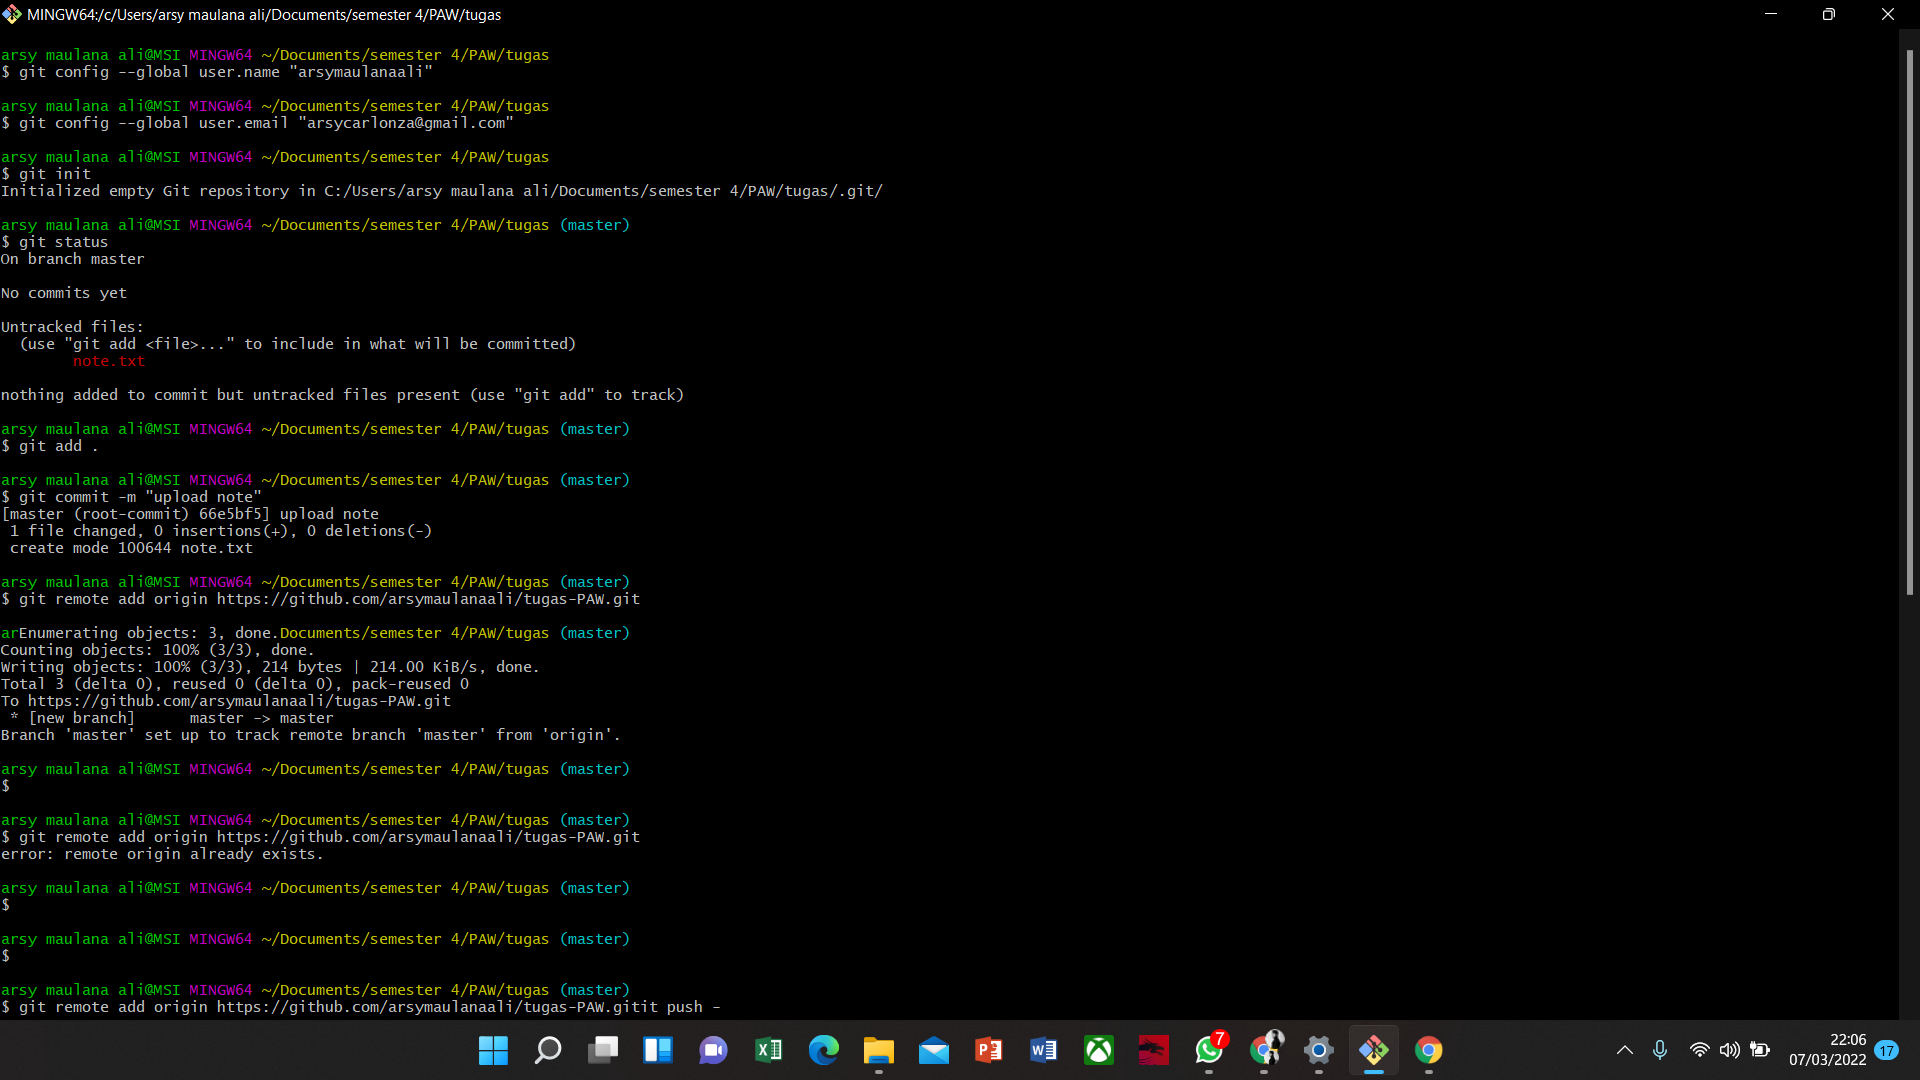 MINGW64:/c/Users/arsy maulana ali/Documents/semester 4/PAW/tugas
arsy maulana ali@MSI MINGW64 ~/Documents/semester 4/PAW/tugas
$ git config --global user.name "arsymaulanaali"
arsy maulana ali@MSI MINGW64 ~/Documents/semester 4/PAW/tugas
$ git config --global user.email "arsycarlonza@gmail.com"
arsy maulana ali@MSI MINGW64 ~/Documents/semester 4/PAW/tugas
$ git init
Initialized empty Git repository in C:/Users/arsy maulana ali/Documents/semester 4/PAW/tugas/.git/
arsy maulana ali@MSI MINGW64 ~/Documents/semester 4/PAW/tugas (master)
$ git status
On branch master
No commits yet
Untracked files:
  (use "git add <file>..." to include in what will be committed)
        note.txt
nothing added to commit but untracked files present (use "git add" to track)
arsy maulana ali@MSI MINGW64 ~/Documents/semester 4/PAW/tugas (master)
$ git add .
arsy maulana ali@MSI MINGW64 ~/Documents/semester 4/PAW/tugas (master)
$ git commit -m "upload note"
[master (root-commit) 66e5bf5] upload note
 1 file changed, 0 insertions(+), 0 deletions(-)
 create mode 100644 note.txt
arsy maulana ali@MSI MINGW64 ~/Documents/semester 4/PAW/tugas (master)
$ git remote add origin https://github.com/arsymaulanaali/tugas-PAW.git
arEnumerating objects: 3, done.Documents/semester 4/PAW/tugas (master)
Counting objects: 100% (3/3), done.
Writing objects: 100% (3/3), 214 bytes | 214.00 KiB/s, done.
Total 3 (delta 0), reused 0 (delta 0), pack-reused 0
To https://github.com/arsymaulanaali/tugas-PAW.git
 * [new branch]      master -> master
Branch 'master' set up to track remote branch 'master' from 'origin'.
arsy maulana ali@MSI MINGW64 ~/Documents/semester 4/PAW/tugas (master)
$
arsy maulana ali@MSI MINGW64 ~/Documents/semester 4/PAW/tugas (master)
$ git remote add origin https://github.com/arsymaulanaali/tugas-PAW.git
error: remote origin already exists.
arsy maulana ali@MSI MINGW64 ~/Documents/semester 4/PAW/tugas (master)
$
arsy maulana ali@MSI MINGW64 ~/Documents/semester 4/PAW/tugas (master)
$
arsy maulana ali@MSI MINGW64 ~/Documents/semester 4/PAW/tugas (master)
$ git remote add origin https://github.com/arsymaulanaali/tugas-PAW.gitit push -
7
22:06
07/03/2022
17